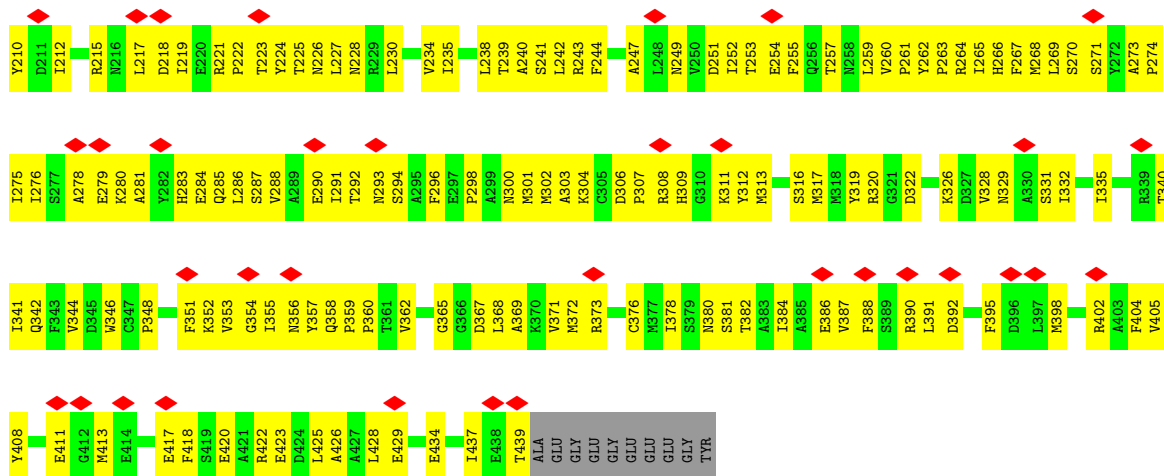 Y210 D211 I212 R215 N216 L217 D218 I219 E220 R221 P222 T223 Y224 T225 N226 L227 N228 R229 L230 V234 I235 L238 T239 A240 S241 L242 R243 F244 A247 L248 N249 V250 D251 I252 T253 E254 F255 Q256 T257 N258 L259 V260 P261 Y262 P263 R264 I265 H266 F267 M268 L269 S270 S271 Y272 A273 P274
I275 I276 S277 A278 E279 K280 A281 Y282 H283 E284 Q285 L286 S287 V288 A289 E290 I291 T292 N293 S294 A295 F296 E297 P298 A299 N300 M301 M302 A303 K304 C305 D306 P307 R308 H309 G310 K311 Y312 M313 S316 M317 M318 Y319 R320 G321 D322 K326 D327 V328 N329 A330 S331 I332 I335 R339 T340
I341 Q342 F343 V344 D345 W346 C347 P348 F351 K352 V353 G354 I355 N356 Y357 Q358 P359 P360 T361 V362 G365 G366 D367 L368 A369 K370 V371 M372 R373 C376 M377 I378 S379 N380 S381 T382 A383 I384 A385 E386 V387 F388 S389 R390 L391 D392 F395 D396 L397 M398 R402 A403 F404 V405
Y408 E411 G412 M413 E414 E417 F418 S419 E420 A421 R422 E423 D424 L425 A426 A427 L428 E429 E434 I437 E438 T439 ALA GLU GLY GLU GLU GLU GLU GLY TYR